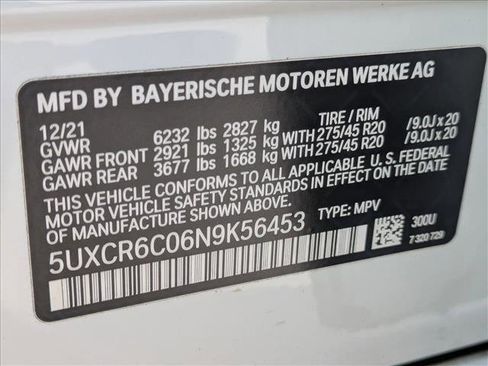 MFD BY BAYERISCHE MOTOREN WERKE AG
12/21 TIRE / RIM
GVWR 6232 lbs 2827 kg
GAWR FRONT 2921 lbs 1325 kg WITH 275/45 R20 /9.0J x 20
GAWR REAR 3677 lbs 1668 kg WITH 275/45 R20 /9.0J x 20
THIS VEHICLE CONFORMS TO ALL APPLICABLE U.S. FEDERAL
MOTOR VEHICLE SAFETY STANDARDS IN EFFECT ON THE DATE
OF MANUFACTURE SHOWN ABOVE.
5UXCR6C06N9K56453 TYPE: MPV
300U
7 320 729